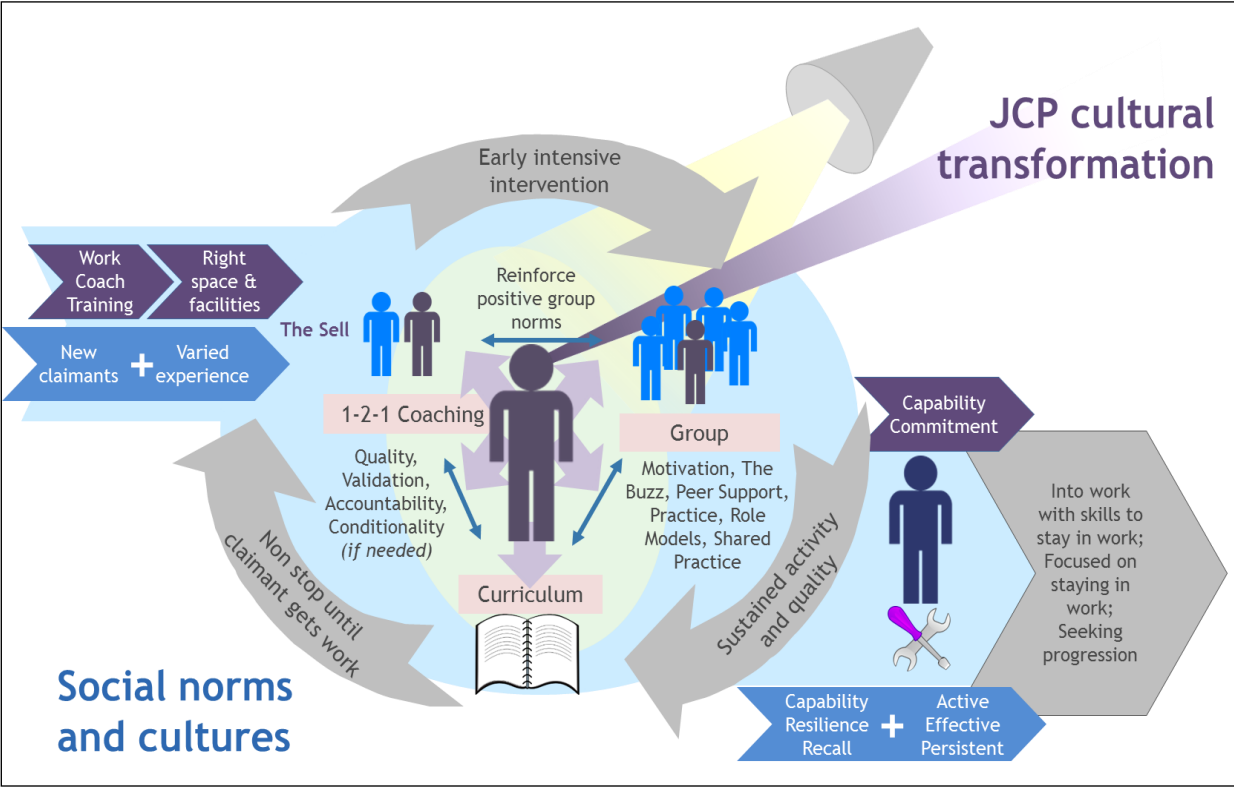 JCP cultural
transformation
Early intensive
intervention
Work
Coach
Training
Right
space &
facilities
New
claimants
+
Varied
experience
The Sell
Reinforce
positive group
norms
1-2-1 Coaching
Quality,
Validation,
Accountability,
Conditionality
(if needed)
Group
Motivation, The
Buzz, Peer Support,
Practice, Role
Models, Shared
Practice
Curriculum
Capability
Commitment
Into work
with skills to
stay in work;
Focused on
staying in
work;
Seeking
progression
Sustained activity
and quality
Non stop until
claimant gets work
Capability
Resilience
Recall
+
Active
Effective
Persistent
Social norms
and cultures